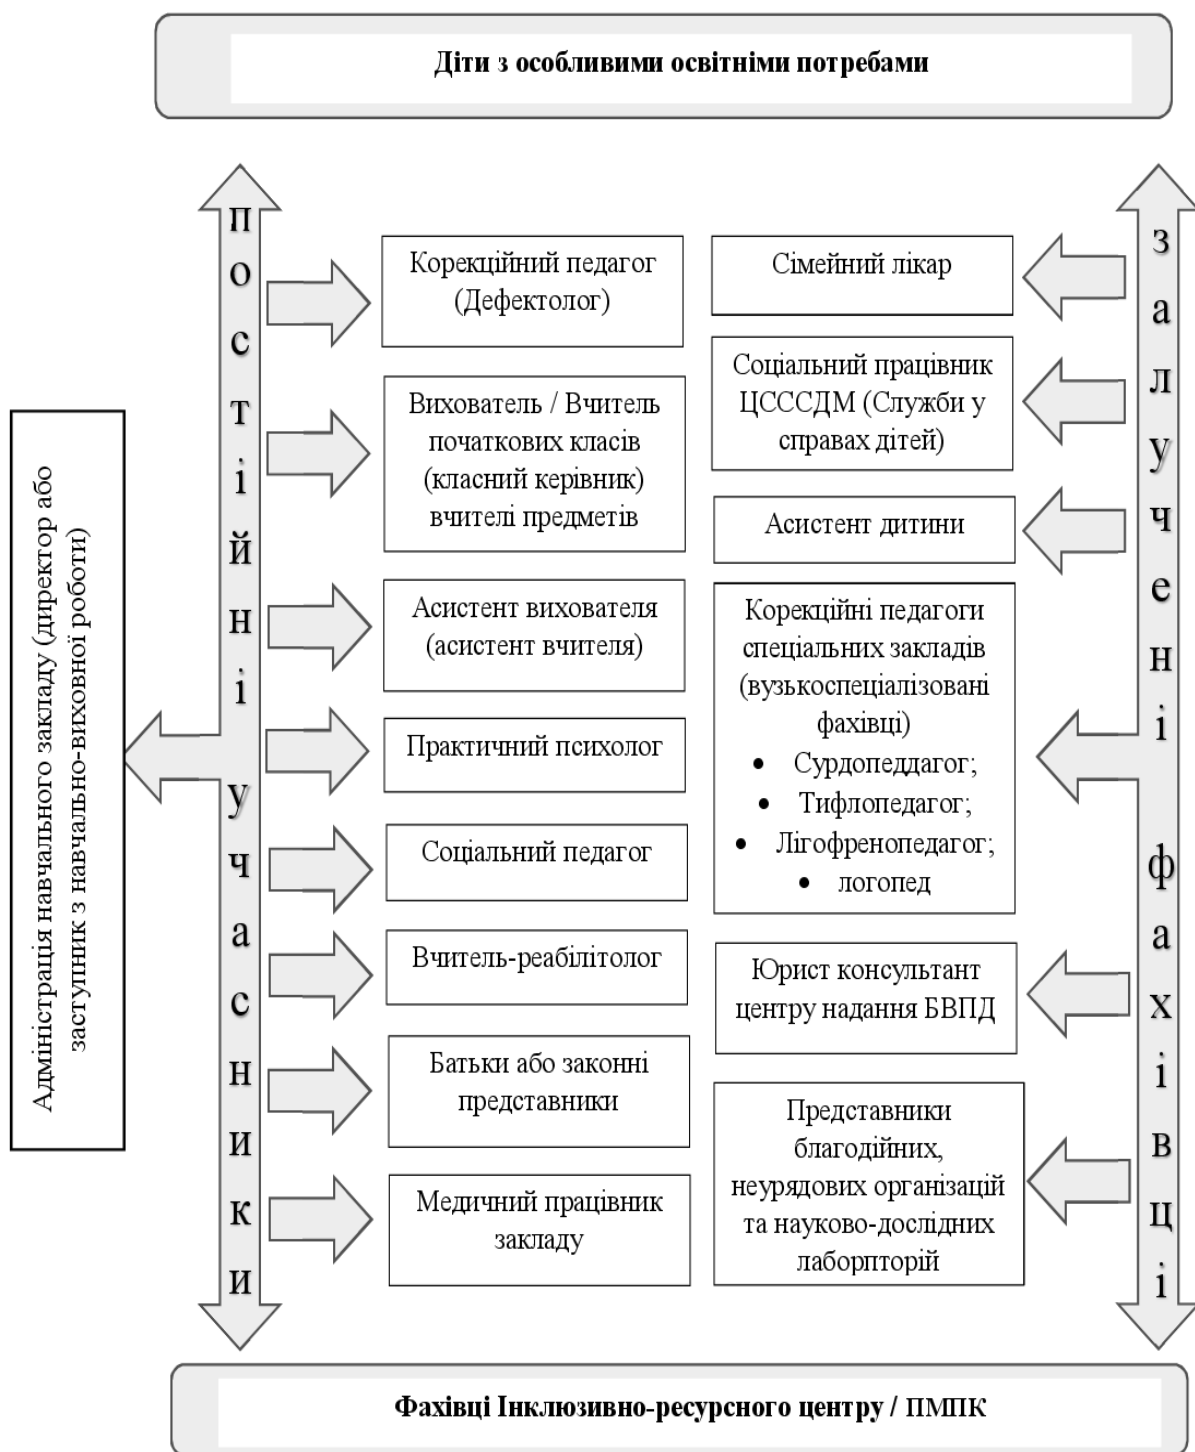 Діти з особливими освітніми потребами
постійні учасники
Адміністрація навчального закладу (директор або
заступник з навчально-виховної роботи)
Корекційний педагог
(Дефектолог)
Вихователь / Вчитель
початкових класів
(класний керівник)
вчителі предметів
Асистент вихователя
(асистент вчителя)
Практичний психолог
Соціальний педагог
Вчитель-реабілітолог
Батьки або законні
представники
Медичний працівник
закладу
Сімейний лікар
Соціальний працівник
ЦСССДМ (Служби у
справах дітей)
Асистент дитини
Корекційні педагоги
спеціальних закладів
(вузькоспеціалізовані
фахівці)
• Сурдопеддагог;
• Тифлопедагог;
• Лігофренопедагог;
• логопед
Юрист консультант
центру надання БВПД
Представники
благодійних,
неурядових організацій
та науково-дослідних
лаборпторій
залучені фахівці
Фахівці Інклюзивно-ресурсного центру / ПМПК